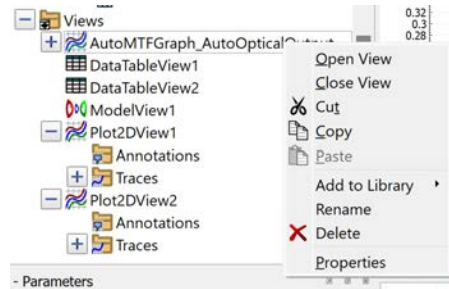 Views
AutoMTFGraph_AutoOpticalOutput
DataTableView1
DataTableView2
ModelView1
Plot2DView1
Annotations
Traces
Plot2DView2
Annotations
Traces
- Parameters
0.32
0.3
0.28
Open View
Close View
Cut
Copy
Paste
Add to Library
Rename
Delete
Properties